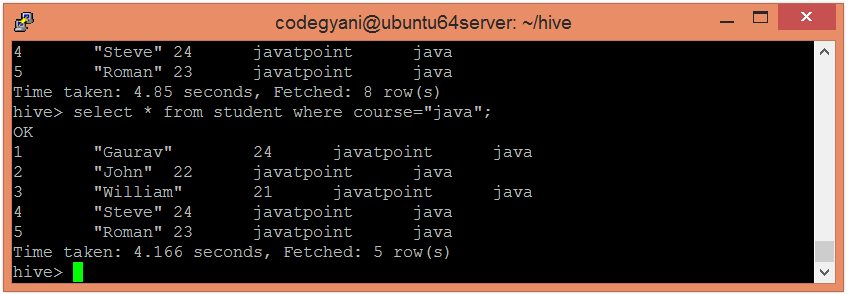 codegyani@ubuntu64server: ~/hive
4 "Steve" 24 javatpoint java
5 "Roman" 23 javatpoint java
Time taken: 4.85 seconds, Fetched: 8 row(s)
hive> select * from student where course="java";
OK
1 "Gaurav" 24 javatpoint java
2 "John" 22 javatpoint java
3 "William" 21 javatpoint java
4 "Steve" 24 javatpoint java
5 "Roman" 23 javatpoint java
Time taken: 4.166 seconds, Fetched: 5 row(s)
hive>